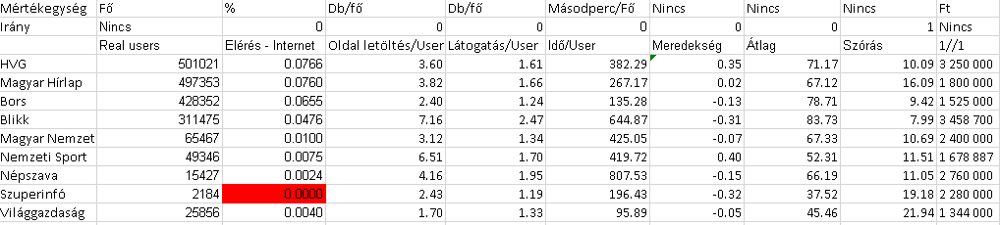 Mértékegység Fő % Db/fő Db/fő Másodperc/Fő Nincs Nincs Nincs Ft
Irány Nincs 0 0 0 0 0 0 1 Nincs
Real users Elérés - Internet Oldal letöltés/User Látogatás/User Idő/User Meredekség Átlag Szórás 1//1
HVG 501021 0.0766 3.60 1.61 382.29 0.35 71.17 10.09 3 250 000
Magyar Hírlap 497353 0.0760 3.82 1.66 267.17 0.02 67.12 16.09 1 800 000
Bors 428352 0.0655 2.40 1.24 135.28 -0.13 78.71 9.42 1 525 000
Blikk 311475 0.0476 7.16 2.47 644.87 -0.31 83.73 7.99 3 458 700
Magyar Nemzet 65467 0.0100 3.12 1.34 425.05 -0.07 67.33 10.69 2 400 000
Nemzeti Sport 49346 0.0075 6.51 1.70 419.72 0.40 52.31 11.51 1 678 887
Népszava 15427 0.0024 4.16 1.95 807.53 -0.15 66.19 11.05 2 760 000
Szuperinfó 2184 0.0000 2.43 1.19 196.43 -0.32 37.52 19.18 2 280 000
Világgazdaság 25856 0.0040 1.70 1.33 95.89 -0.05 45.46 21.94 1 344 000